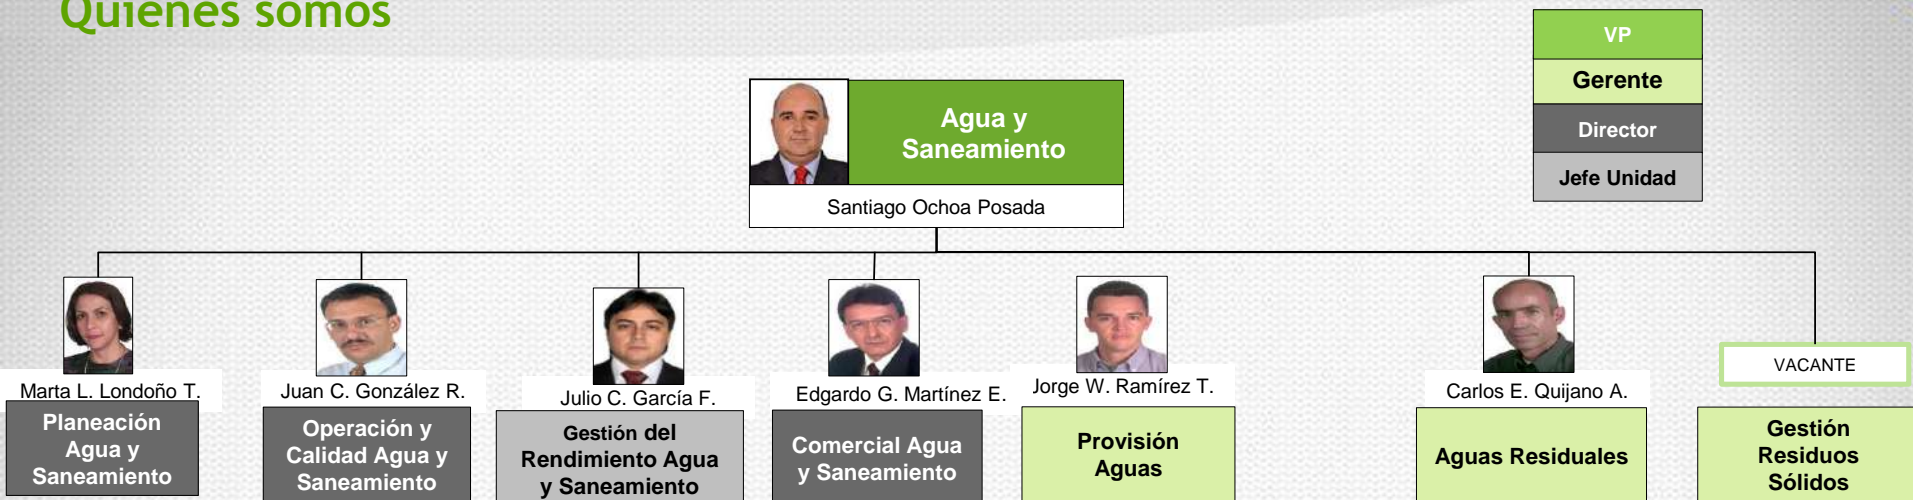 Quiénes somos
VP
Gerente
Director
Jefe Unidad
Agua y
Saneamiento
Santiago Ochoa Posada
Marta L. Londoño T.
Planeación
Agua y
Saneamiento
Juan C. González R.
Operación y
Calidad Agua y
Saneamiento
Julio C. García F.
Gestión del
Rendimiento Agua
y Saneamiento
Edgardo G. Martínez E.
Comercial Agua
y Saneamiento
Jorge W. Ramírez T.
Provisión
Aguas
Carlos E. Quijano A.
Aguas Residuales
VACANTE
Gestión
Residuos
Sólidos